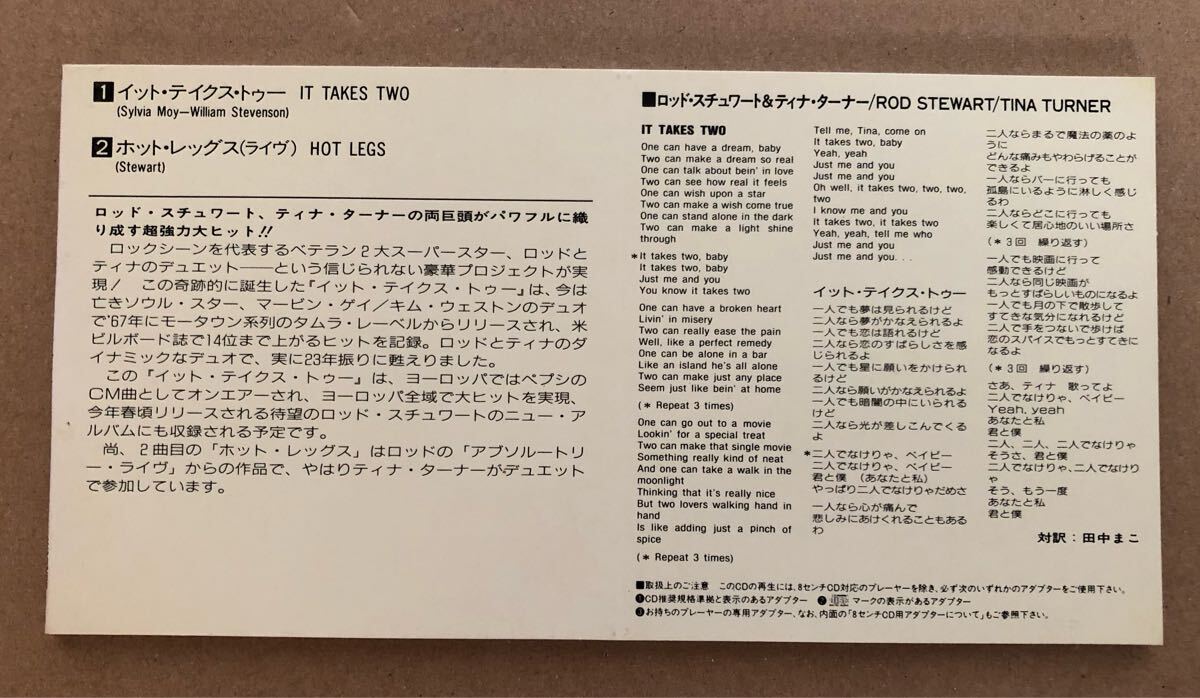 1 イット・テイクス・トゥー IT TAKES TWO
(Sylvia Moy—William Stevenson)
2 ホット・レッグス(ライヴ) HOT LEGS
(Stewart)
ロッド・スチュワート、ティナ・ターナーの両巨頭がパワフルに織
り成す超強力大ヒット!!
ロックシーンを代表するベテラン2大スーパースター、ロッドと
ティナのデュエット──という信じられない豪華プロジェクトが実
現! この奇跡的に誕生した『イット・テイクス・トゥー』は、今は
亡きソウル・スター、マービン・ゲイ/キム・ウェストンのデュオ
で'67年にモータウン系列のタムラ・レーベルからリリースされ、米
ビルボード誌で14位まで上がるヒットを記録。ロッドとティナのダ
イナミックなデュオで、実に23年振りに甦えりました。
この『イット・テイクス・トゥー』は、ヨーロッパではペプシの
CM曲としてオンエアーされ、ヨーロッパ全域で大ヒットを実現、
今年春頃リリースされる待望のロッド・スチュワートのニュー・ア
ルバムにも収録される予定です。
尚、2曲目の「ホット・レッグス」はロッドの「アブソルートリ
ー・ライヴ」からの作品で、やはりティナ・ターナーがデュエット
で参加しています。
■ロッド・スチュワート&ティナ・ターナー/ROD STEWART/TINA TURNER
IT TAKES TWO
One can have a dream, baby
Two can make a dream so real
One can talk about bein' in love
Two can see how real it feels
One can wish upon a star
Two can make a wish come true
One can stand alone in the dark
Two can make a light shine
through
*It takes two, baby
It takes two, baby
Just me and you
You know it takes two
One can have a broken heart
Livin' in misery
Two can really ease the pain
Well, like a perfect remedy
One can be alone in a bar
Like an island he's all alone
Two can make just any place
Seem just like bein' at home
(* Repeat 3 times)
One can go out to a movie
Lookin' for a special treat
Two can make that single movie
Something really kind of neat
And one can take a walk in the
moonlight
Thinking that it's really nice
But two lovers walking hand in
hand
Is like adding just a pinch of
spice
(* Repeat 3 times)
Tell me, Tina, come on
It takes two, baby
Yeah, yeah
Just me and you
Just me and you
Oh well, it takes two, two, two,
two
I know me and you
It takes two, it takes two
Yeah, yeah, tell me who
Just me and you
Just me and you. . .
イット・テイクス・トゥー
一人でも夢は見られるけど
二人なら夢がかなえられるよ
一人でも恋は語れるけど
二人なら恋のすばらしさを感
じられるよ
一人でも星に願いをかけられ
るけど
二人なら願いがかなえられるよ
一人でも暗闇の中にいられる
けど
二人なら光が差しこんでくる
よ
*二人でなけりゃ、ベイビー
二人でなけりゃ、ベイビー
君と僕 (あなたと私)
やっぱり二人でなけりゃだめさ
一人なら心が痛んで
悲しみにあけくれることもある
わ
二人ならまるで魔法の薬のよ
うに
どんな痛みもやわらげることが
できるよ
一人ならバーに行っても
孤島にいるように淋しく感じ
るわ
二人ならどこに行っても
楽しくて居心地のいい場所さ
(*3回 繰り返す)
一人でも映画に行って
感動できるけど
二人なら同じ映画が
もっとすばらしいものになるよ
一人でも月の下で散歩して
すてきな気分になれるけど
二人で手をつないで歩けば
恋のスパイスでもっとすてきに
なるよ
(*3回 繰り返す)
さあ、ティナ 歌ってよ
二人でなけりゃ、ベイビー
Yeah, yeah
あなたと私
君と僕
二人、二人、二人でなけりゃ
そうさ、君と僕
二人でなけりゃ、二人でなけり
ゃ
そう、もう一度
あなたと私
君と僕
対訳:田中まこ
■取扱上のご注意 このCDの再生には、8センチCD対応のプレーヤーを除き、必ず次のいずれかのアダプターをご使用下さい。
❶CD推奨規格準拠と表示のあるアダプター ❷ マークの表示があるアダプター
❸お持ちのプレーヤーの専用アダプター、なお、内面の「8センチCD用アダプターについて」もご参照下さい。